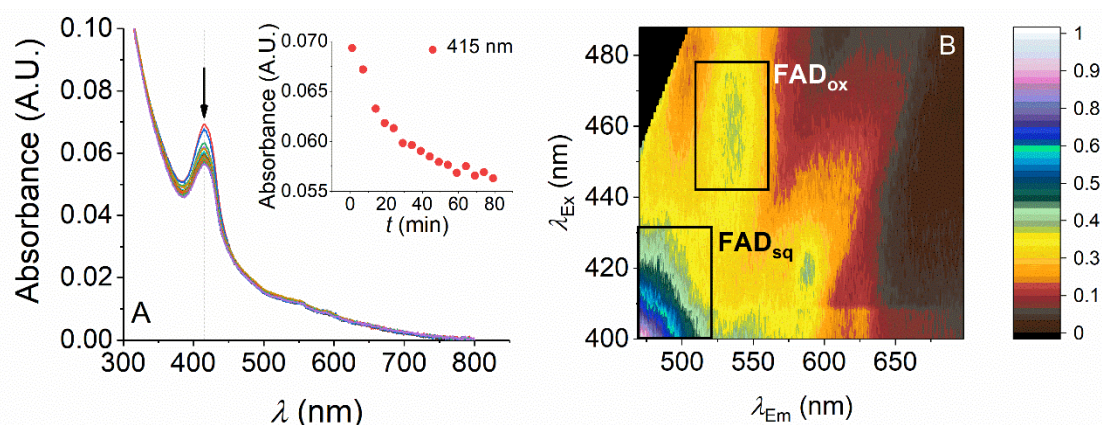 0.10
0.08
0.06
0.04
0.02
0.00
300 400 500 600 700 800
Absorbance (A.U.)
λ (nm)
A
0.070
0.065
0.060
0.055
0 20 40 60 80 100
Absorbance (A.U.)
t (min)
415 nm
B
480
460
440
420
400
λEx (nm)
500 550 600 650
λEm (nm)
FADox
FADsq
1
0.9
0.8
0.7
0.6
0.5
0.4
0.3
0.2
0.1
0